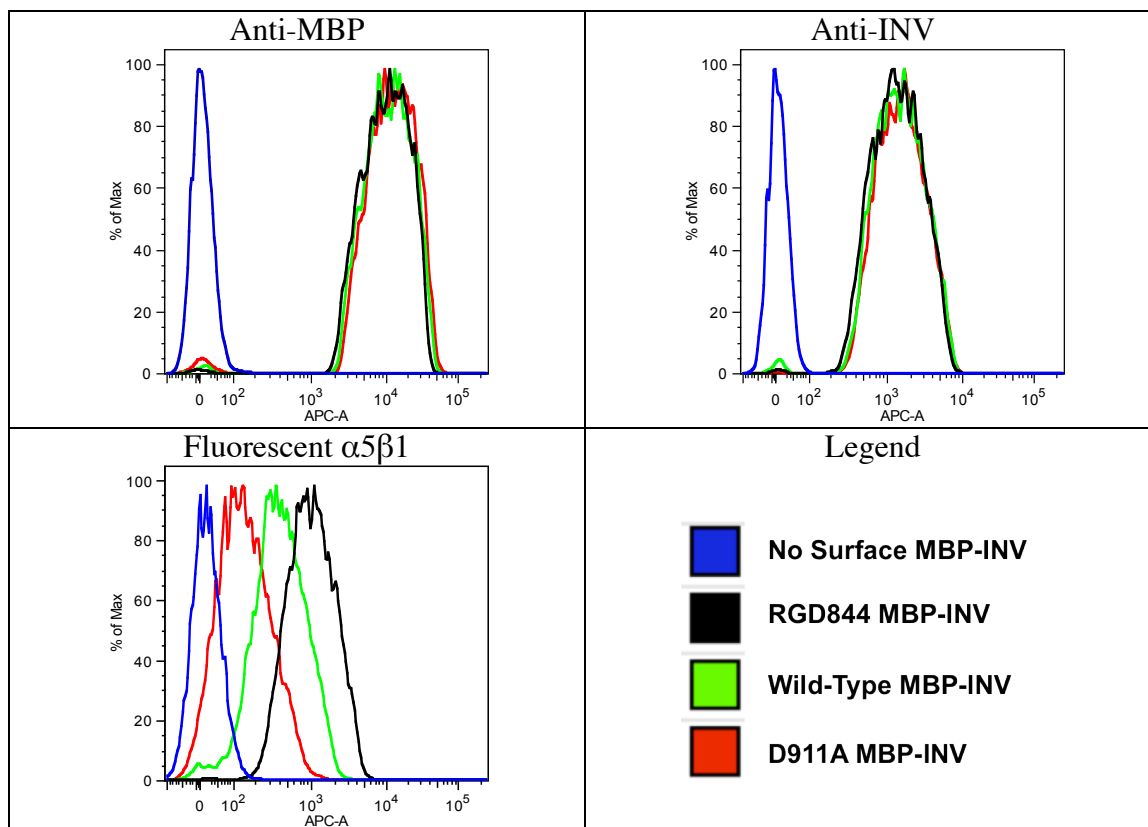 Anti-MBP
100
80
60
40
20
0
% of Max
0 10² 10³ 10⁴ 10⁵
APC-A
Anti-INV
100
80
60
40
20
0
% of Max
0 10² 10³ 10⁴ 10⁵
APC-A
Fluorescent α5β1
100
80
60
40
20
0
% of Max
0 10² 10³ 10⁴ 10⁵
APC-A
Legend
No Surface MBP-INV
RGD844 MBP-INV
Wild-Type MBP-INV
D911A MBP-INV